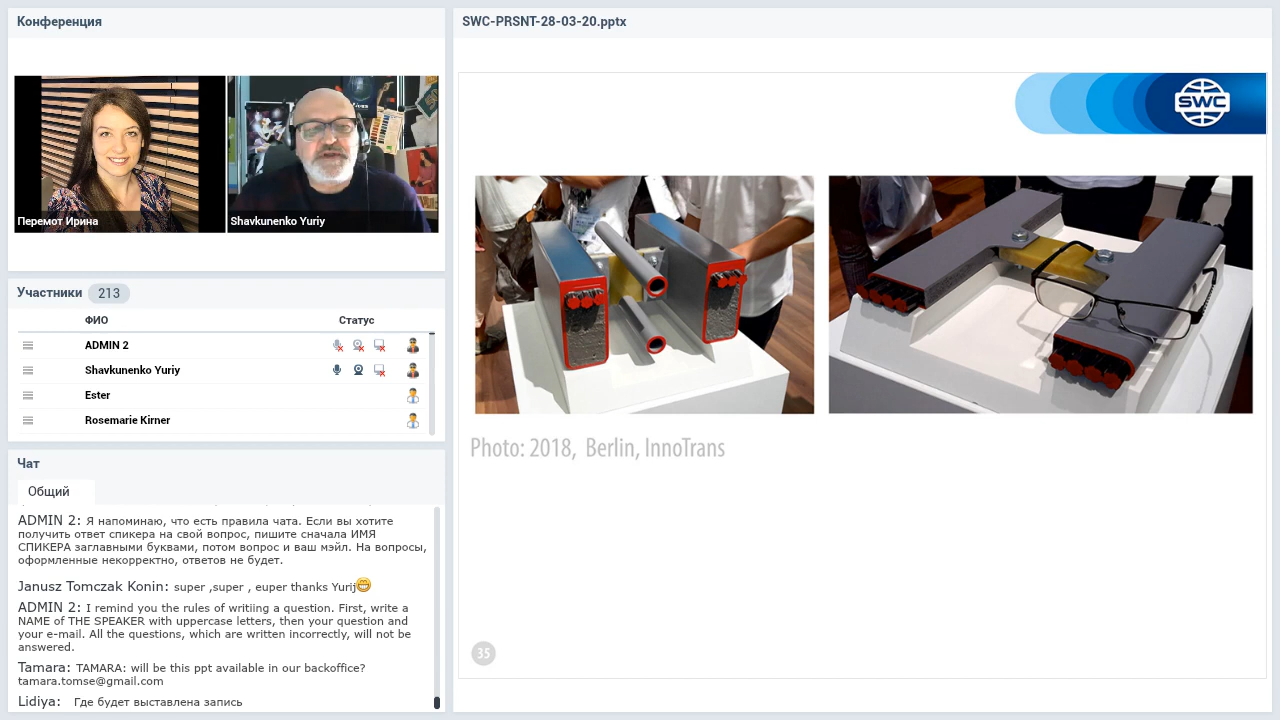 Конференция
Перемот Ирина
Shavkunenko Yuriy
Участники 213
ФИО Статус
ADMIN 2
Shavkunenko Yuriy
Ester
Rosemarie Kirner
Чат
Общий
ADMIN 2: Я напоминаю, что есть правила чата. Если вы хотите
получить ответ спикера на свой вопрос, пишите сначала ИМЯ
СПИКЕРА заглавными буквами, потом вопрос и ваш мэйл. На вопросы,
оформленные некорректно, ответов не будет.
Janusz Tomczak Konin: super ,super , euper thanks Yurij
ADMIN 2: I remind you the rules of writiing a question. First, write a
NAME of THE SPEAKER with uppercase letters, then your question and
your e-mail. All the questions, which are written incorrectly, will not be
answered.
Tamara: TAMARA: will be this ppt available in our backoffice?
tamara.tomse@gmail.com
Lidiya: Где будет выставлена запись
SWC-PRSNT-28-03-20.pptx
SWC
Photo: 2018, Berlin, InnoTrans
35